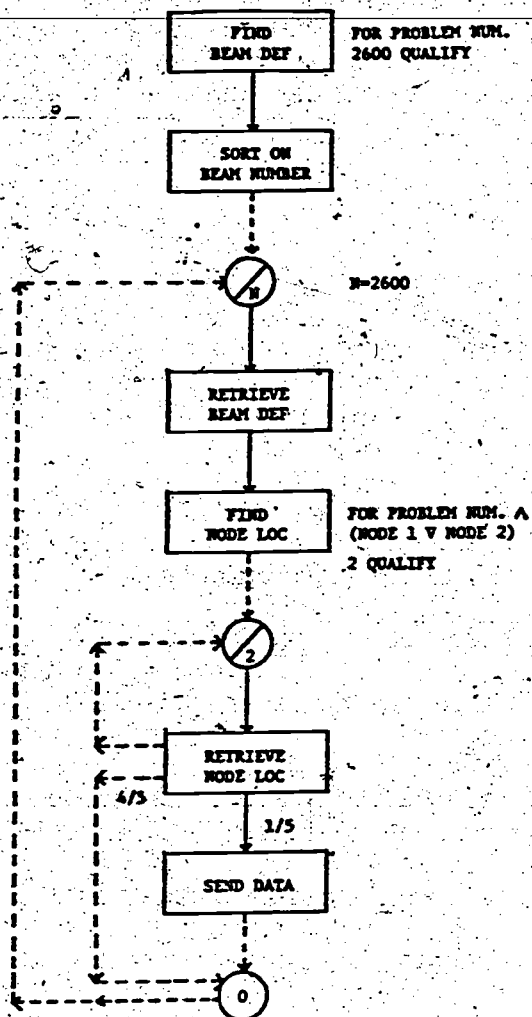 FIND
BEAM DEF
FOR PROBLEM NUM.
2600 QUALIFY
SORT ON
BEAM NUMBER
N
N=2600
RETRIEVE
BEAM DEF
FIND
NODE LOC
FOR PROBLEM NUM. ∧
(NODE 1 ∨ NODE 2)
2 QUALIFY
2
RETRIEVE
NODE LOC
4/5
1/5
SEND DATA
0